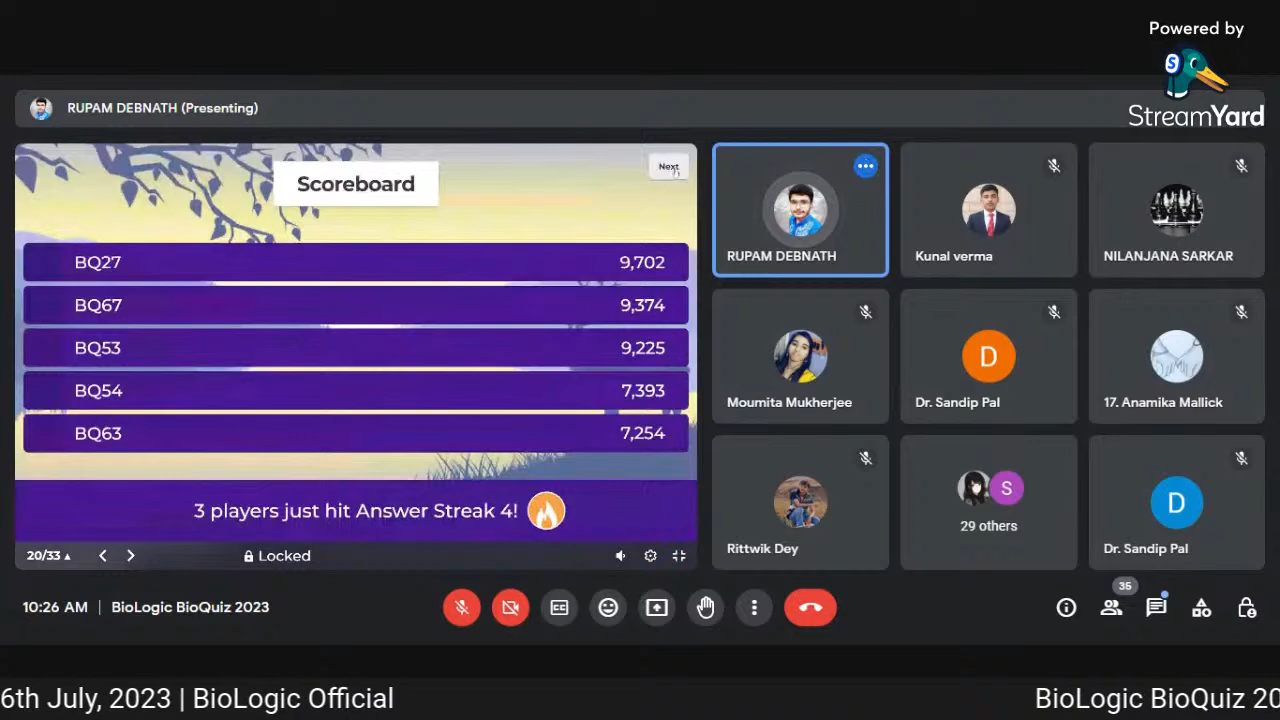 Powered by
StreamYard
RUPAM DEBNATH (Presenting)
Scoreboard
Next
BQ27 9,702
BQ67 9,374
BQ53 9,225
BQ54 7,393
BQ63 7,254
3 players just hit Answer Streak 4!
20/33
Locked
RUPAM DEBNATH
Kunal verma
NILANJANA SARKAR
Moumita Mukherjee
D
Dr. Sandip Pal
17. Anamika Mallick
Rittwik Dey
S
29 others
D
Dr. Sandip Pal
10:26 AM | BioLogic BioQuiz 2023
CC
35
6th July, 2023 | BioLogic Official
BioLogic BioQuiz 20